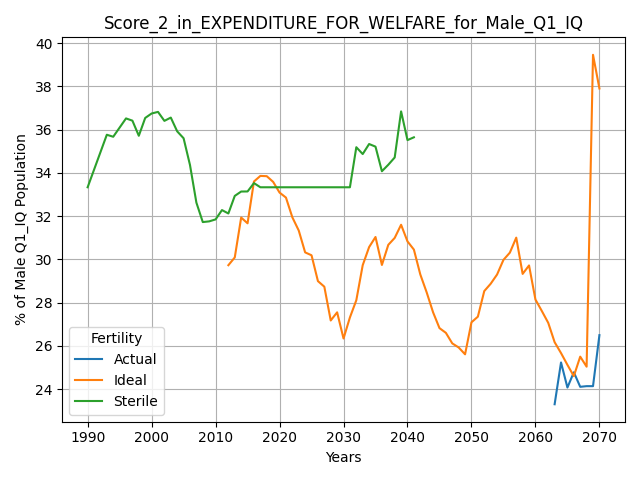 Score_2_in_EXPENDITURE_FOR_WELFARE_for_Male_Q1_IQ
% of Male Q1_IQ Population
40
38
36
34
32
30
28
26
24
Fertility
Actual
Ideal
Sterile
1990 2000 2010 2020 2030 2040 2050 2060 2070
Years